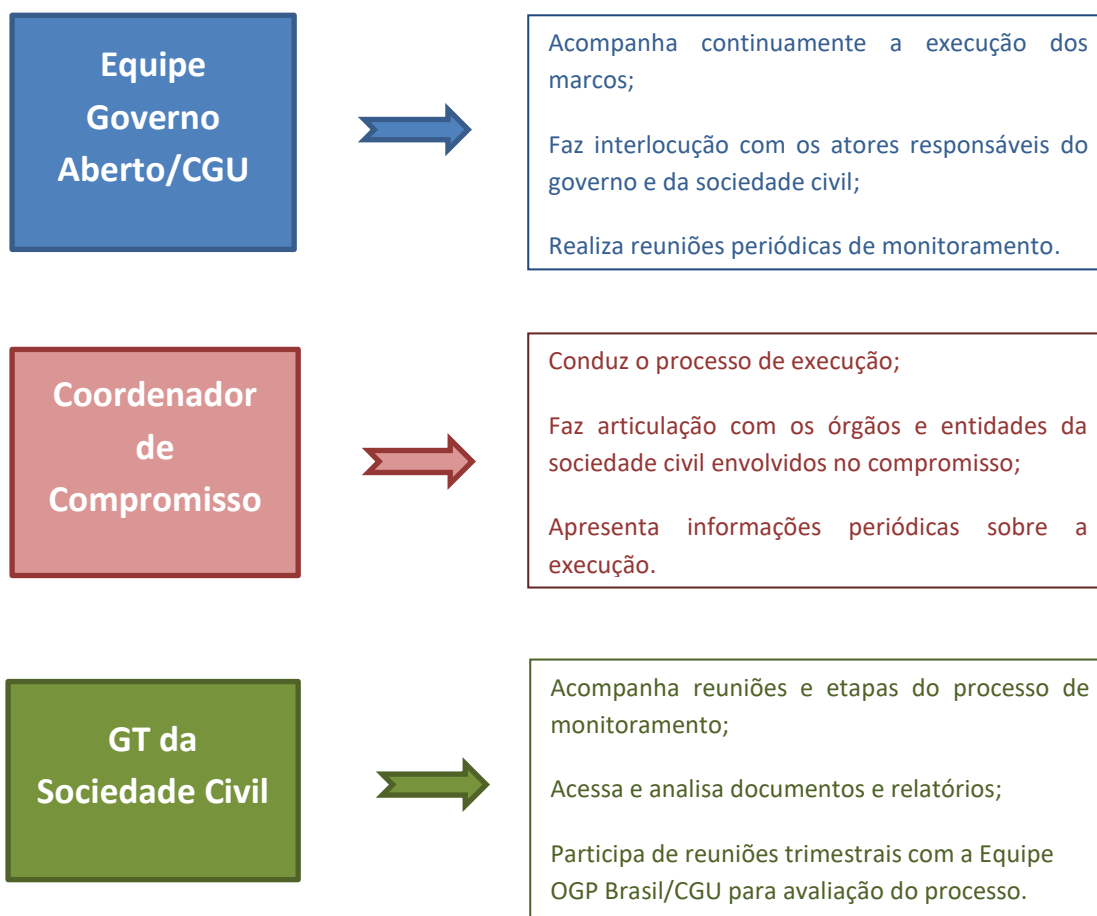 Equipe
Governo
Aberto/CGU
Acompanha continuamente a execução dos
marcos;
Faz interlocução com os atores responsáveis do
governo e da sociedade civil;
Realiza reuniões periódicas de monitoramento.
Coordenador
de
Compromisso
Conduz o processo de execução;
Faz articulação com os órgãos e entidades da
sociedade civil envolvidos no compromisso;
Apresenta informações periódicas sobre a
execução.
GT da
Sociedade Civil
Acompanha reuniões e etapas do processo de
monitoramento;
Acessa e analisa documentos e relatórios;
Participa de reuniões trimestrais com a Equipe
OGP Brasil/CGU para avaliação do processo.